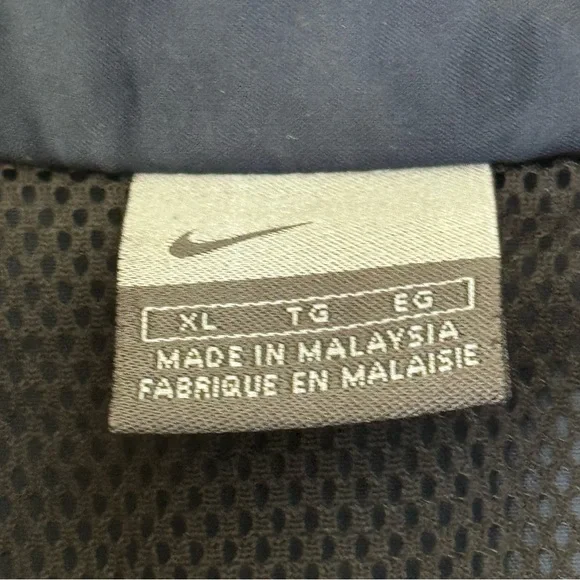 XL TG EG
MADE IN MALAYSIA
FABRIQUE EN MALAISIE